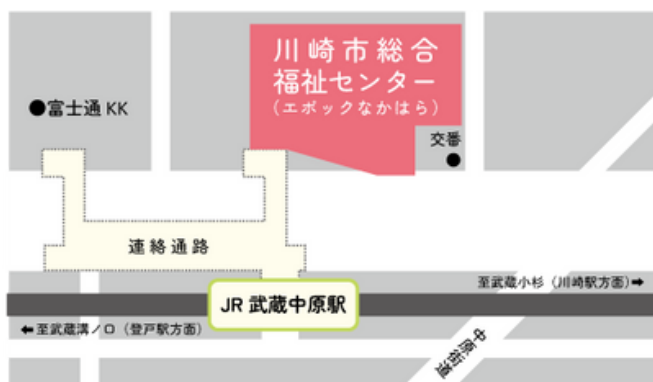 川崎市総合
福祉センター
(エポックなかはら)
●富士通KK
交番
連絡通路
至武蔵小杉(川崎駅方面)➡
JR 武蔵中原駅
⬅至武蔵溝ノ口(登戸駅方面)
中原街道